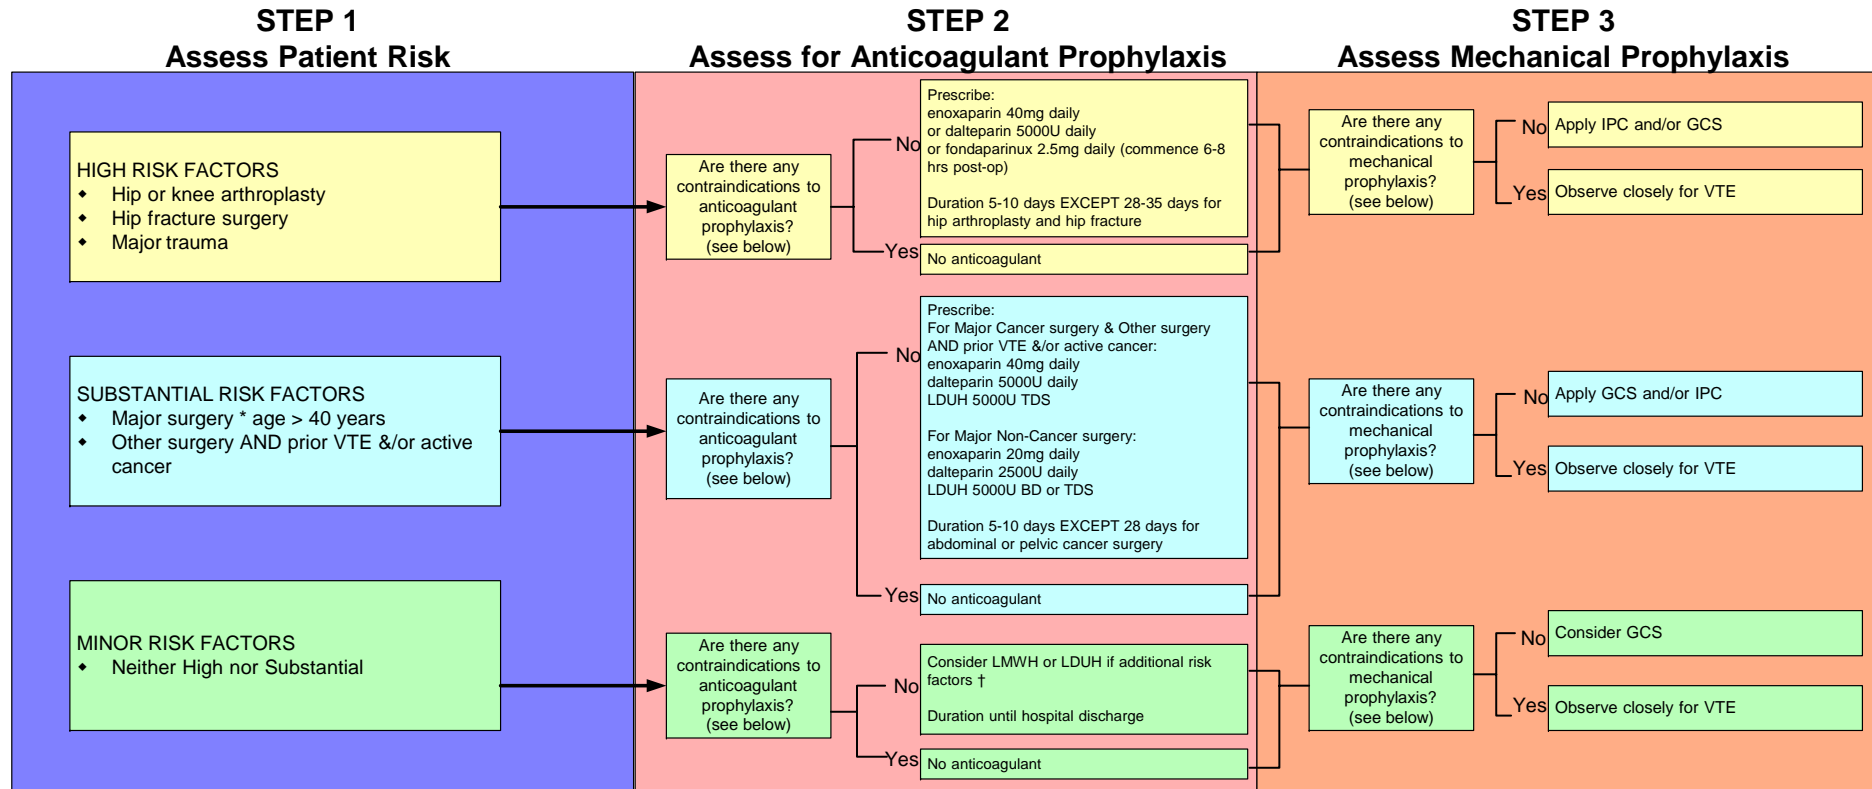 STEP 1
Assess Patient Risk
STEP 2
Assess for Anticoagulant Prophylaxis
STEP 3
Assess Mechanical Prophylaxis
HIGH RISK FACTORS
◆ Hip or knee arthroplasty
◆ Hip fracture surgery
◆ Major trauma
Are there any
contraindications to
anticoagulant
prophylaxis?
(see below)
No
Prescribe:
enoxaparin 40mg daily
or dalteparin 5000U daily
or fondaparinux 2.5mg daily (commence 6-8
hrs post-op)
Duration 5-10 days EXCEPT 28-35 days for
hip arthroplasty and hip fracture
Yes
No anticoagulant
Are there any
contraindications to
mechanical
prophylaxis?
(see below)
No
Apply IPC and/or GCS
Yes
Observe closely for VTE
SUBSTANTIAL RISK FACTORS
◆ Major surgery * age > 40 years
◆ Other surgery AND prior VTE &/or active
cancer
Are there any
contraindications to
anticoagulant
prophylaxis?
(see below)
No
Prescribe:
For Major Cancer surgery & Other surgery
AND prior VTE &/or active cancer:
enoxaparin 40mg daily
dalteparin 5000U daily
LDUH 5000U TDS
For Major Non-Cancer surgery:
enoxaparin 20mg daily
dalteparin 2500U daily
LDUH 5000U BD or TDS
Duration 5-10 days EXCEPT 28 days for
abdominal or pelvic cancer surgery
Yes
No anticoagulant
Are there any
contraindications to
mechanical
prophylaxis?
(see below)
No
Apply GCS and/or IPC
Yes
Observe closely for VTE
MINOR RISK FACTORS
◆ Neither High nor Substantial
Are there any
contraindications to
anticoagulant
prophylaxis?
(see below)
No
Consider LMWH or LDUH if additional risk
factors †
Duration until hospital discharge
Yes
No anticoagulant
Are there any
contraindications to
mechanical
prophylaxis?
(see below)
No
Consider GCS
Yes
Observe closely for VTE